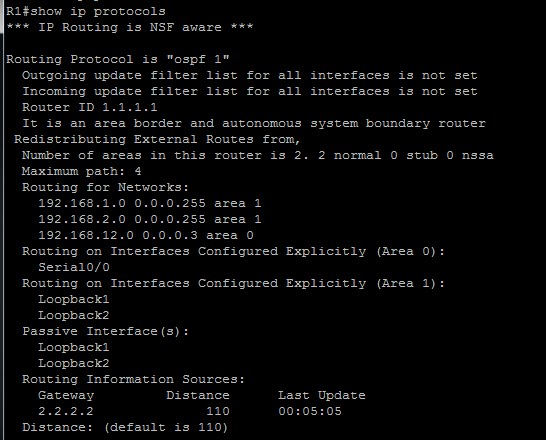 R1#show ip protocols
*** IP Routing is NSF aware ***
Routing Protocol is "ospf 1"
Outgoing update filter list for all interfaces is not set
Incoming update filter list for all interfaces is not set
Router ID 1.1.1.1
It is an area border and autonomous system boundary router
Redistributing External Routes from,
Number of areas in this router is 2. 2 normal 0 stub 0 nssa
Maximum path: 4
Routing for Networks:
192.168.1.0 0.0.0.255 area 1
192.168.2.0 0.0.0.255 area 1
192.168.12.0 0.0.0.3 area 0
Routing on Interfaces Configured Explicitly (Area 0):
Serial0/0
Routing on Interfaces Configured Explicitly (Area 1):
Loopback1
Loopback2
Passive Interface(s):
Loopback1
Loopback2
Routing Information Sources:
Gateway Distance Last Update
2.2.2.2 110 00:05:05
Distance: (default is 110)